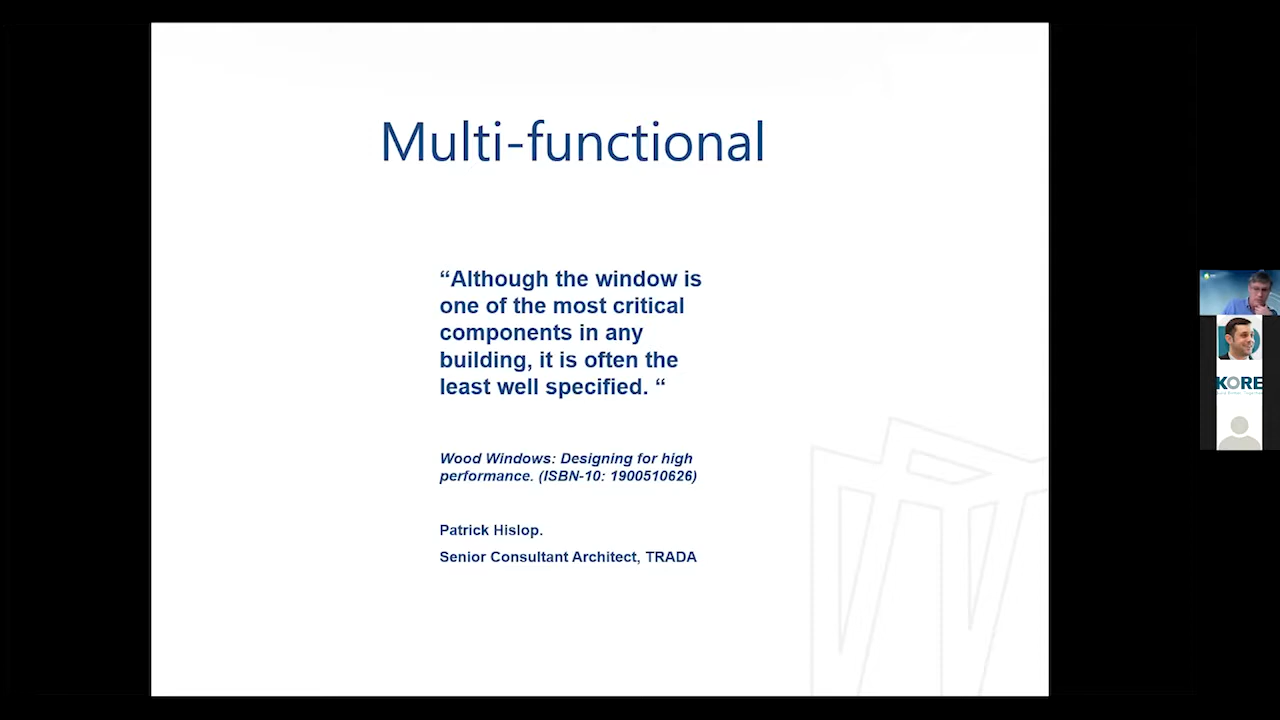 Multi-functional
“Although the window is
one of the most critical
components in any
building, it is often the
least well specified. “
Wood Windows: Designing for high
performance. (ISBN-10: 1900510626)
Patrick Hislop.
Senior Consultant Architect, TRADA
KORE